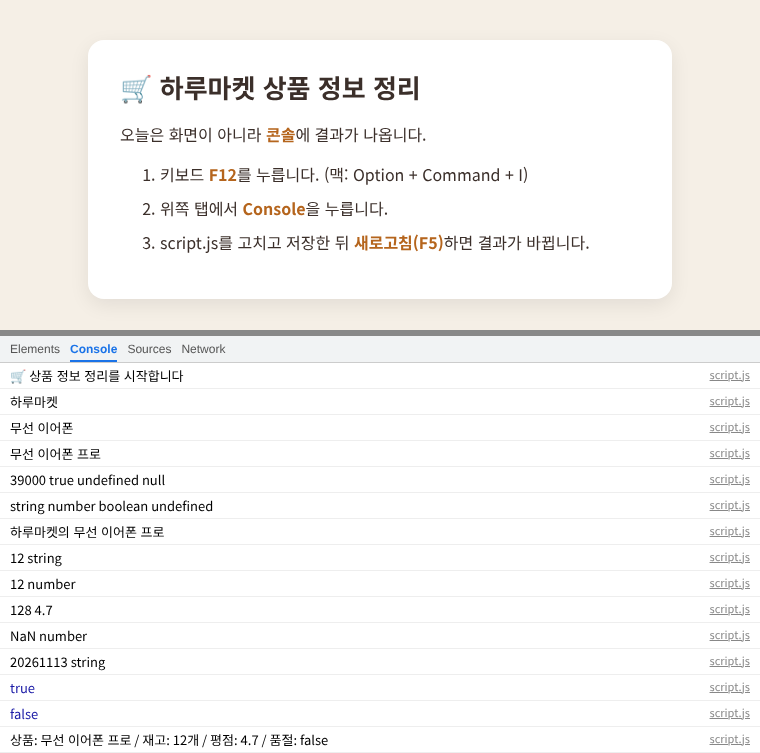 🛒 하루마켓 상품 정보 정리
오늘은 화면이 아니라 콘솔에 결과가 나옵니다.
1. 키보드 F12를 누릅니다. (맥: Option + Command + I)
2. 위쪽 탭에서 Console을 누릅니다.
3. script.js를 고치고 저장한 뒤 새로고침(F5)하면 결과가 바뀝니다.
Elements Console Sources Network
🛒 상품 정보 정리를 시작합니다 script.js
하루마켓 script.js
무선 이어폰 script.js
무선 이어폰 프로 script.js
39000 true undefined null script.js
string number boolean undefined script.js
하루마켓의 무선 이어폰 프로 script.js
12 string script.js
12 number script.js
128 4.7 script.js
NaN number script.js
20261113 string script.js
true script.js
false script.js
상품: 무선 이어폰 프로 / 재고: 12개 / 평점: 4.7 / 품절: false script.js